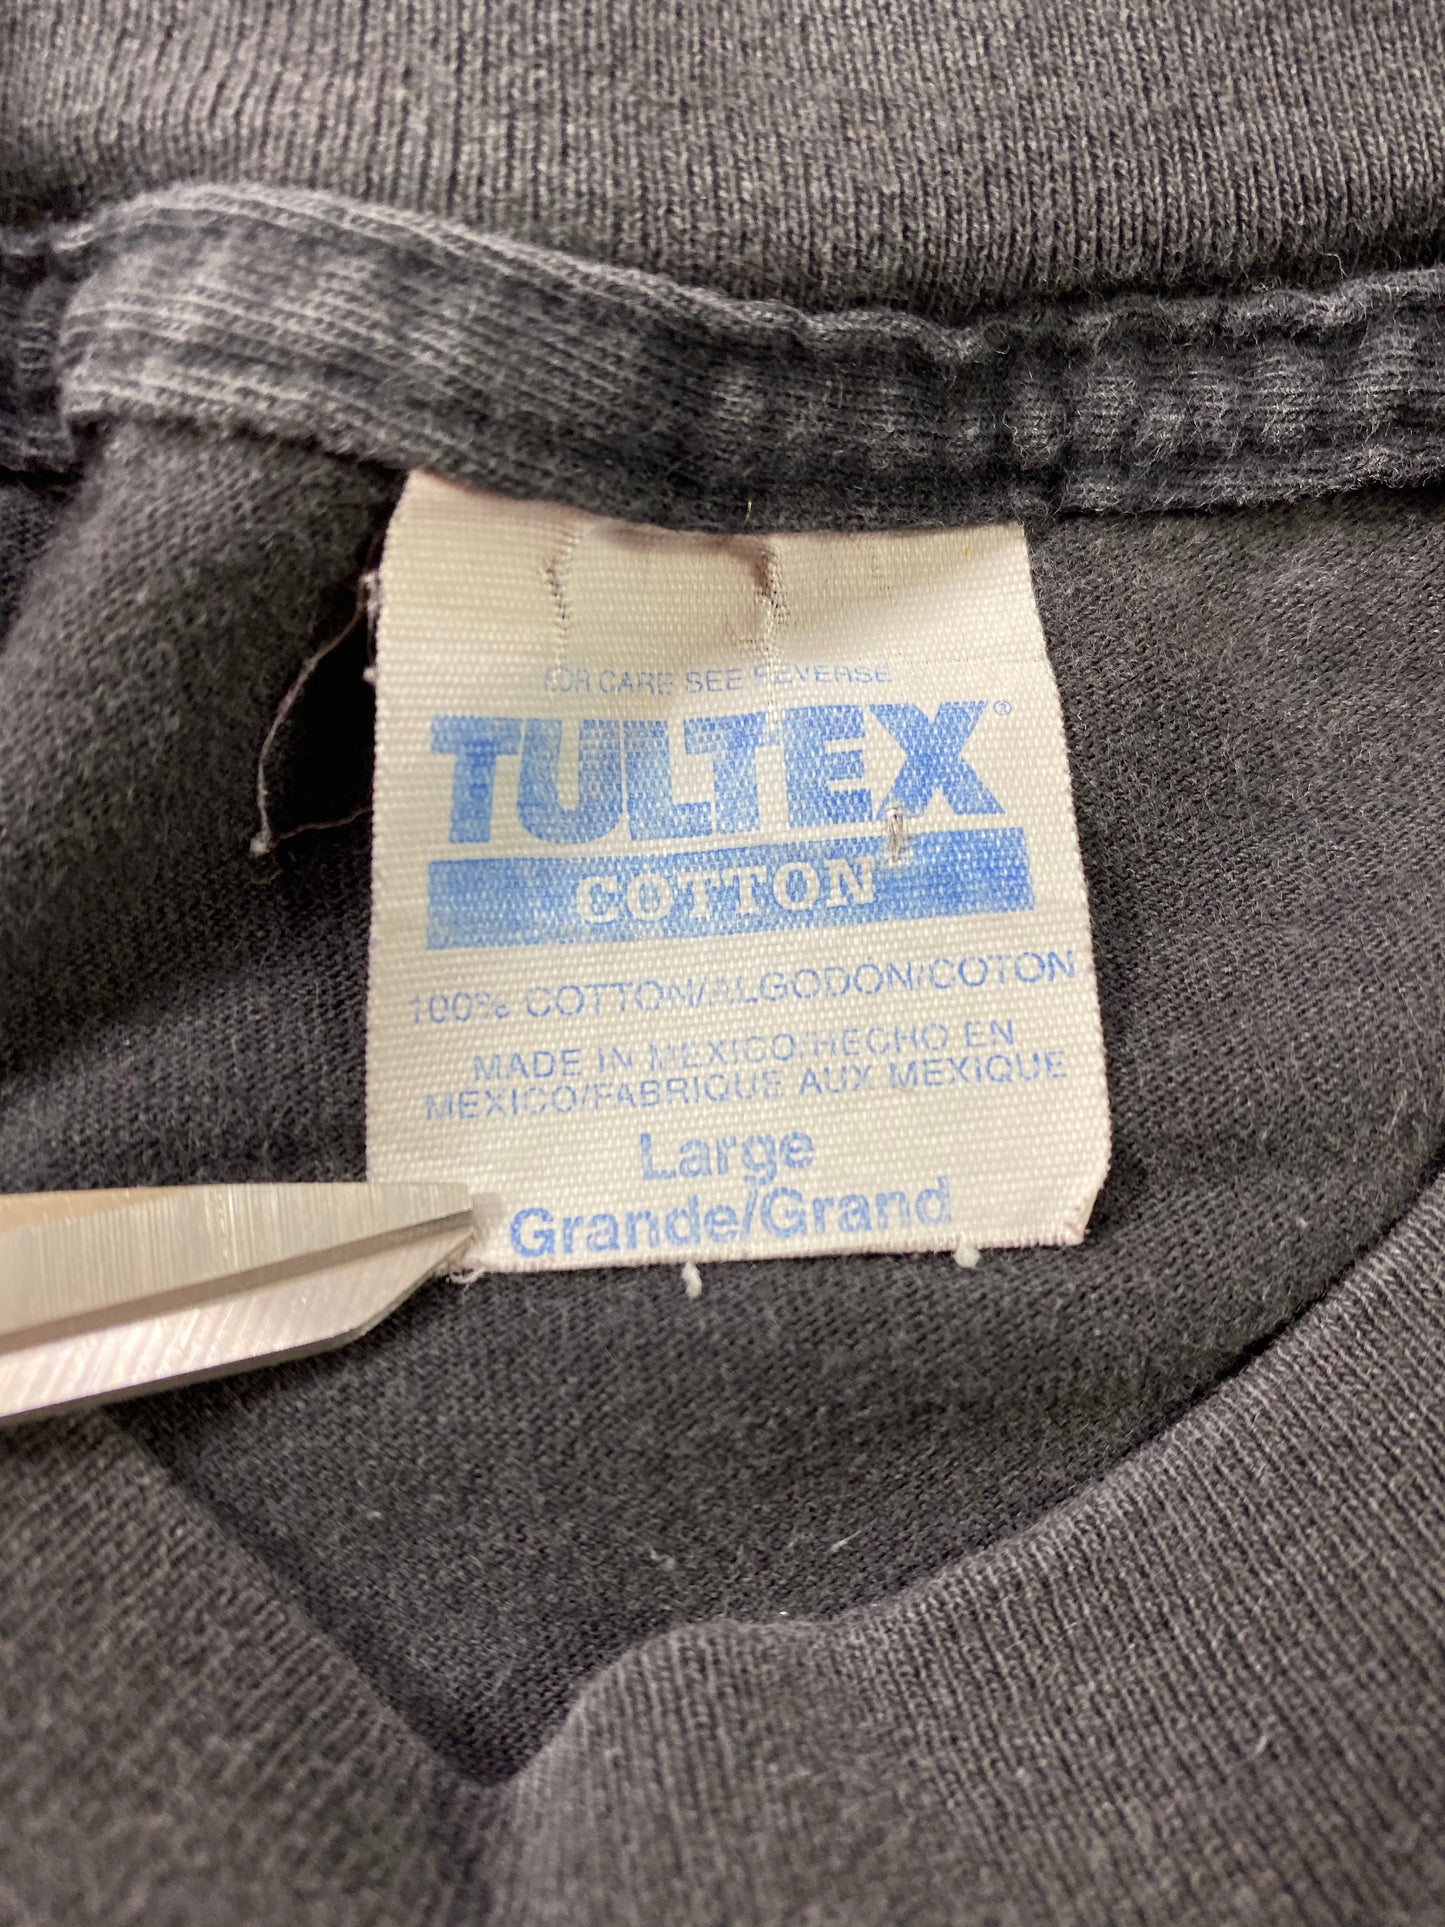 FOR CARE SEE REVERSE
TULTEX®
COTTON
100% COTTON/ALGODÓN/COTON
MADE IN MEXICO/HECHO EN
MEXICO/FABRIQUE AUX MEXIQUE
Large
Grande/Grand